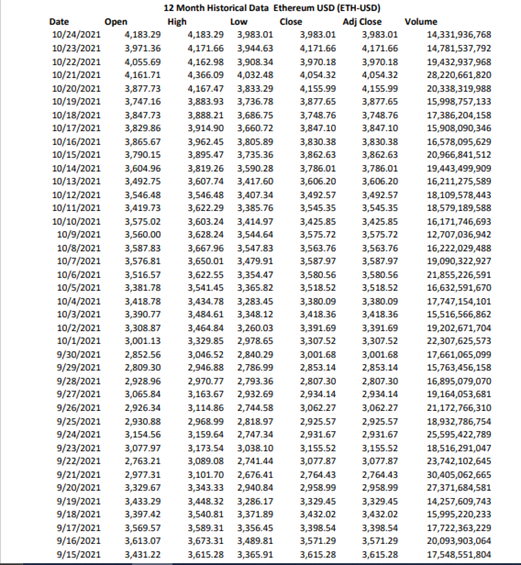 12 Month Historical Data Ethereum USD (ETH-USD)
Date Open High Low Close Adj Close Volume
10/24/2021 4,183.29 4,183.29 3,983.01 3,983.01 3,983.01 14,331,936,768
10/23/2021 3,971.36 4,171.66 3,944.63 4,171.66 4,171.66 14,781,537,792
10/22/2021 4,055.69 4,162.98 3,908.34 3,970.18 3,970.18 19,432,937,968
10/21/2021 4,161.71 4,366.09 4,032.48 4,054.32 4,054.32 28,220,661,820
10/20/2021 3,877.73 4,167.47 3,833.29 4,155.99 4,155.99 20,338,319,988
10/19/2021 3,747.16 3,883.93 3,736.78 3,877.65 3,877.65 15,998,757,133
10/18/2021 3,847.73 3,888.21 3,686.75 3,748.76 3,748.76 17,386,204,158
10/17/2021 3,829.86 3,914.90 3,660.72 3,847.10 3,847.10 15,908,090,346
10/16/2021 3,865.67 3,962.45 3,805.89 3,830.38 3,830.38 16,578,095,629
10/15/2021 3,790.15 3,895.47 3,735.36 3,862.63 3,862.63 20,966,841,512
10/14/2021 3,604.96 3,819.26 3,590.28 3,786.01 3,786.01 19,443,499,909
10/13/2021 3,492.75 3,607.74 3,417.60 3,606.20 3,606.20 16,211,275,589
10/12/2021 3,546.48 3,546.48 3,407.34 3,492.57 3,492.57 18,109,578,443
10/11/2021 3,419.73 3,622.29 3,385.76 3,545.35 3,545.35 18,579,189,588
10/10/2021 3,575.02 3,603.24 3,414.97 3,425.85 3,425.85 16,171,746,693
10/9/2021 3,560.00 3,628.24 3,544.64 3,575.72 3,575.72 12,707,036,942
10/8/2021 3,587.83 3,667.96 3,547.83 3,563.76 3,563.76 16,222,029,488
10/7/2021 3,576.81 3,650.01 3,479.91 3,587.97 3,587.97 19,090,322,927
10/6/2021 3,516.57 3,622.55 3,354.47 3,580.56 3,580.56 21,855,226,591
10/5/2021 3,381.78 3,541.45 3,365.82 3,518.52 3,518.52 16,632,591,670
10/4/2021 3,418.78 3,434.78 3,283.45 3,380.09 3,380.09 17,747,154,101
10/3/2021 3,390.77 3,484.61 3,348.12 3,418.36 3,418.36 15,516,566,862
10/2/2021 3,308.87 3,464.84 3,260.03 3,391.69 3,391.69 19,202,671,704
10/1/2021 3,001.13 3,329.85 2,978.65 3,307.52 3,307.52 22,307,625,573
9/30/2021 2,852.56 3,046.52 2,840.29 3,001.68 3,001.68 17,661,065,099
9/29/2021 2,809.30 2,946.88 2,786.99 2,853.14 2,853.14 15,763,456,158
9/28/2021 2,928.96 2,970.77 2,793.36 2,807.30 2,807.30 16,895,079,070
9/27/2021 3,065.84 3,163.67 2,932.69 2,934.14 2,934.14 19,164,053,681
9/26/2021 2,926.34 3,114.86 2,744.58 3,062.27 3,062.27 21,172,766,310
9/25/2021 2,930.88 2,968.99 2,818.97 2,925.57 2,925.57 18,932,786,754
9/24/2021 3,154.56 3,159.64 2,747.34 2,931.67 2,931.67 25,595,422,789
9/23/2021 3,077.97 3,173.54 3,038.10 3,155.52 3,155.52 18,516,291,047
9/22/2021 2,763.21 3,089.08 2,741.44 3,077.87 3,077.87 23,742,102,645
9/21/2021 2,977.31 3,101.70 2,676.41 2,764.43 2,764.43 30,405,062,665
9/20/2021 3,329.67 3,343.33 2,940.84 2,958.99 2,958.99 27,371,684,581
9/19/2021 3,433.29 3,448.32 3,286.17 3,329.45 3,329.45 14,257,609,743
9/18/2021 3,397.42 3,540.81 3,371.89 3,432.02 3,432.02 15,995,220,233
9/17/2021 3,569.57 3,589.31 3,356.45 3,398.54 3,398.54 17,722,363,229
9/16/2021 3,613.07 3,673.31 3,489.81 3,571.29 3,571.29 20,093,903,064
9/15/2021 3,431.22 3,615.28 3,365.91 3,615.28 3,615.28 17,548,551,804